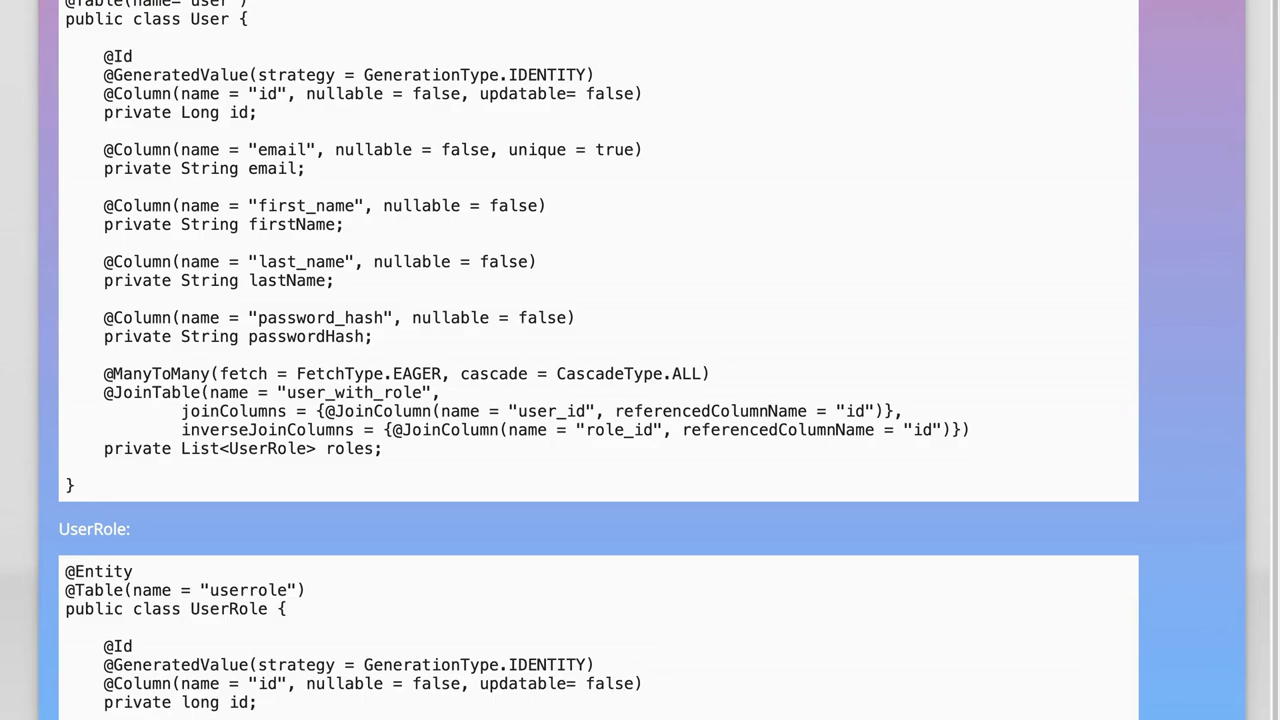 @Table(name="user")
public class User {
@Id
@GeneratedValue(strategy = GenerationType.IDENTITY)
@Column(name = "id", nullable = false, updatable= false)
private Long id;
@Column(name = "email", nullable = false, unique = true)
private String email;
@Column(name = "first_name", nullable = false)
private String firstName;
@Column(name = "last_name", nullable = false)
private String lastName;
@Column(name = "password_hash", nullable = false)
private String passwordHash;
@ManyToMany(fetch = FetchType.EAGER, cascade = CascadeType.ALL)
@JoinTable(name = "user_with_role",
joinColumns = {@JoinColumn(name = "user_id", referencedColumnName = "id")},
inverseJoinColumns = {@JoinColumn(name = "role_id", referencedColumnName = "id")})
private List<UserRole> roles;
}
UserRole:
@Entity
@Table(name = "userrole")
public class UserRole {
@Id
@GeneratedValue(strategy = GenerationType.IDENTITY)
@Column(name = "id", nullable = false, updatable= false)
private long id;